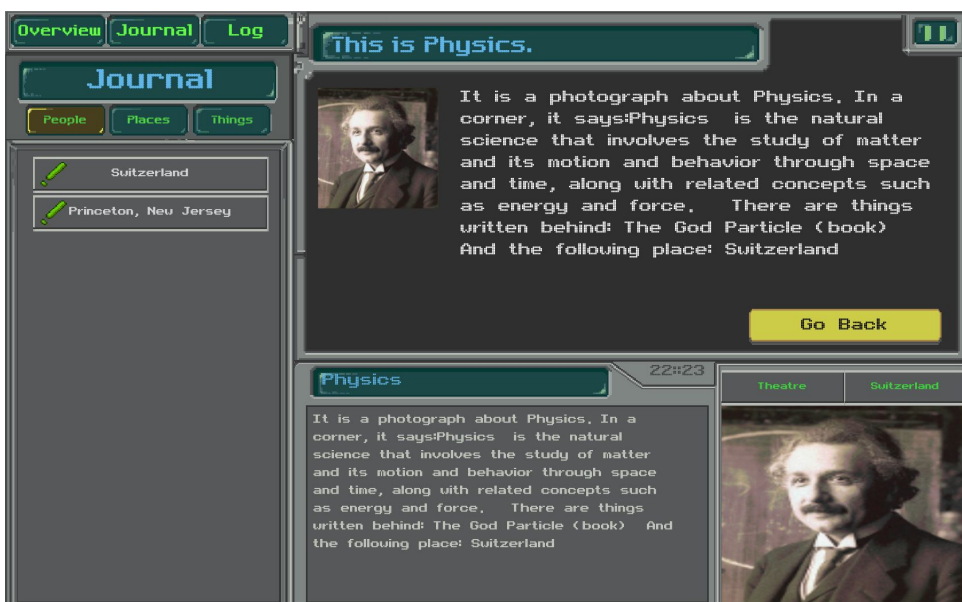 Overview Journal Log
Journal
People Places Things
Switzerland
Princeton, New Jersey
This is Physics.
It is a photograph about Physics. In a
corner, it says:Physics is the natural
science that involves the study of matter
and its motion and behavior through space
and time, along with related concepts such
as energy and force. There are things
written behind: The God Particle (book)
And the following place: Switzerland
Go Back
Physics
22::23
It is a photograph about Physics. In a
corner, it says:Physics is the natural
science that involves the study of matter
and its motion and behavior through space
and time, along with related concepts such
as energy and force. There are things
written behind: The God Particle (book) And
the following place: Switzerland
Theatre Switzerland